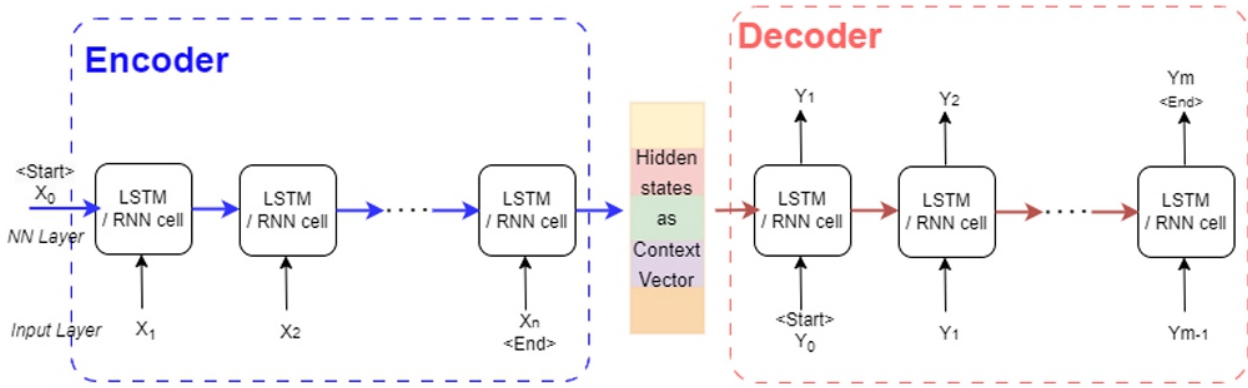 Encoder
Decoder
<Start>
X0
NN Layer
Input Layer
LSTM
/ RNN cell
X1
LSTM
/ RNN cell
X2
.....
LSTM
/ RNN cell
Xn
<End>
Hidden
states
as
Context
Vector
Y1
LSTM
/ RNN cell
<Start>
Y0
Y2
LSTM
/ RNN cell
Y1
.....
Ym
<End>
LSTM
/ RNN cell
Ym-1